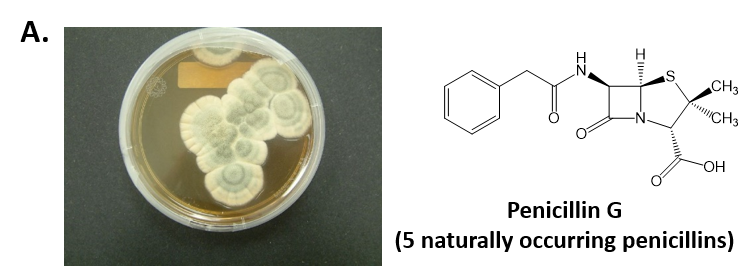 A.
H
H
N
S
CH₃
O
N
CH₃
O
OH
O
Penicillin G
(5 naturally occurring penicillins)